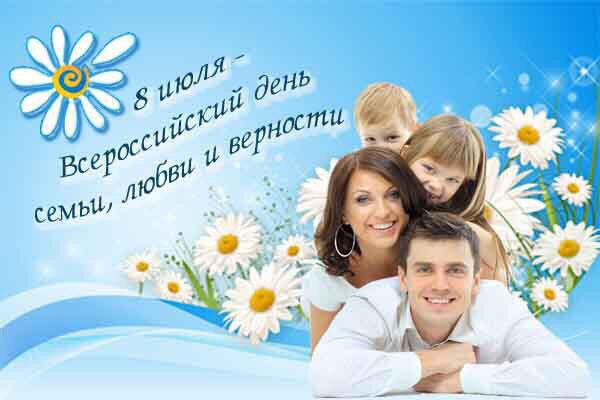 8 июля -
Всероссийский день
семьи, любви и верности